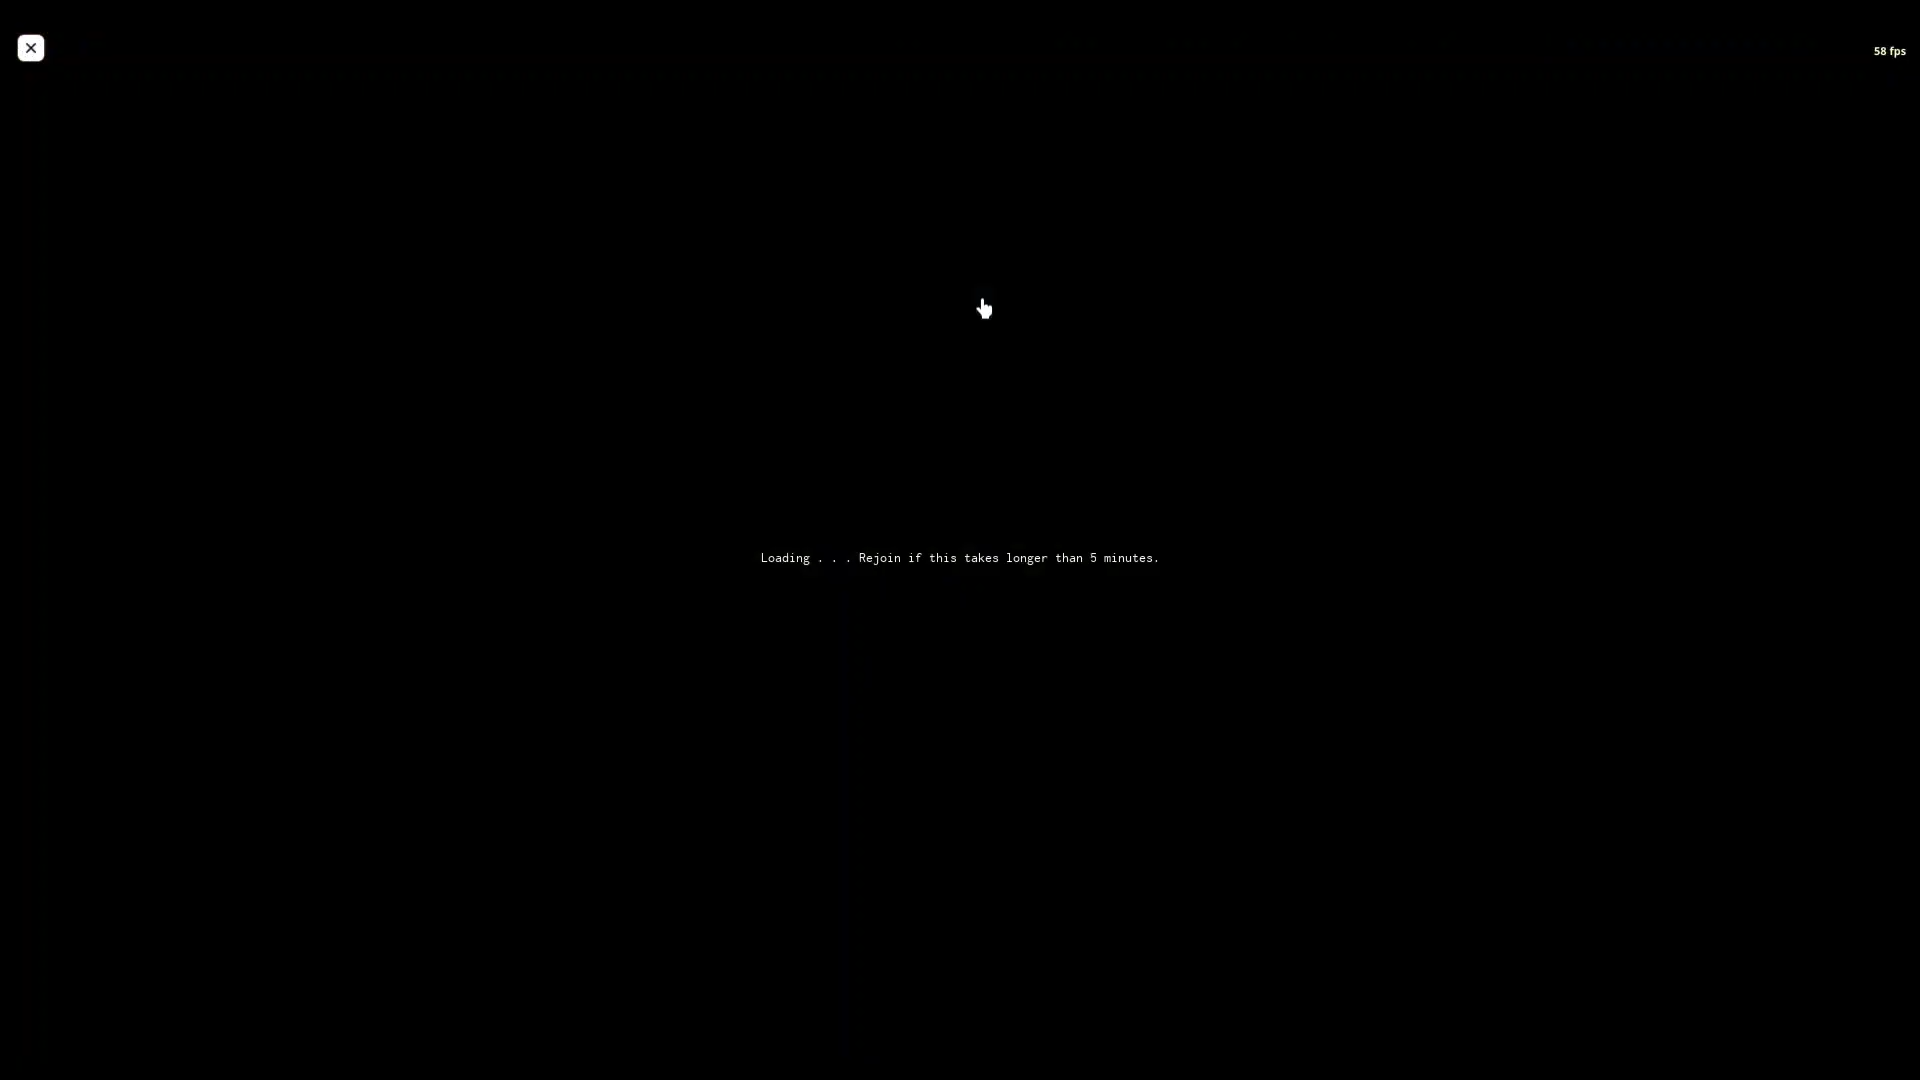 58 fps
Loading . . . Rejoin if this takes longer than 5 minutes.